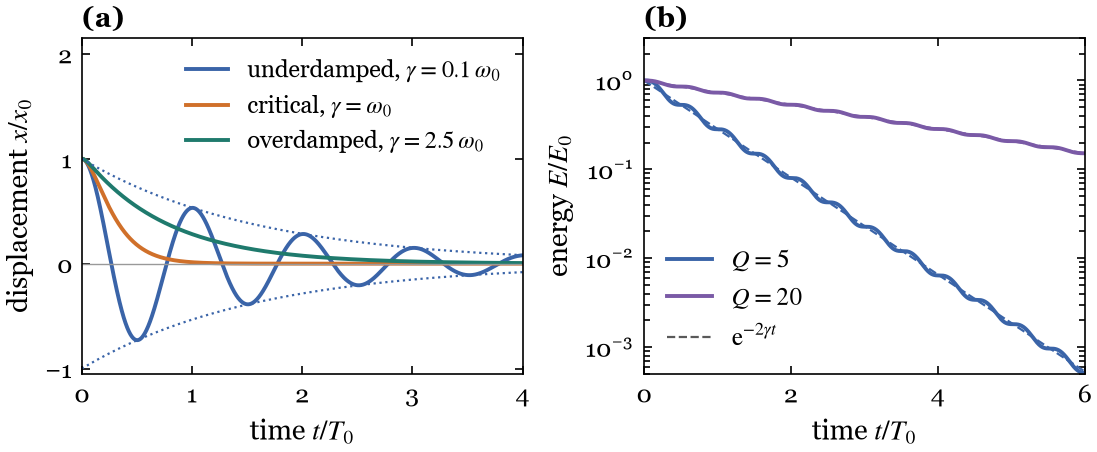 (a)
displacement x/x₀
2
1
0
−1
underdamped, γ = 0.1 ω₀
critical, γ = ω₀
overdamped, γ = 2.5 ω₀
0 1 2 3 4
time t/T₀
(b)
energy E/E₀
10⁰
10⁻¹
10⁻²
10⁻³
Q = 5
Q = 20
e⁻²ᵞᵗ
0 2 4 6
time t/T₀